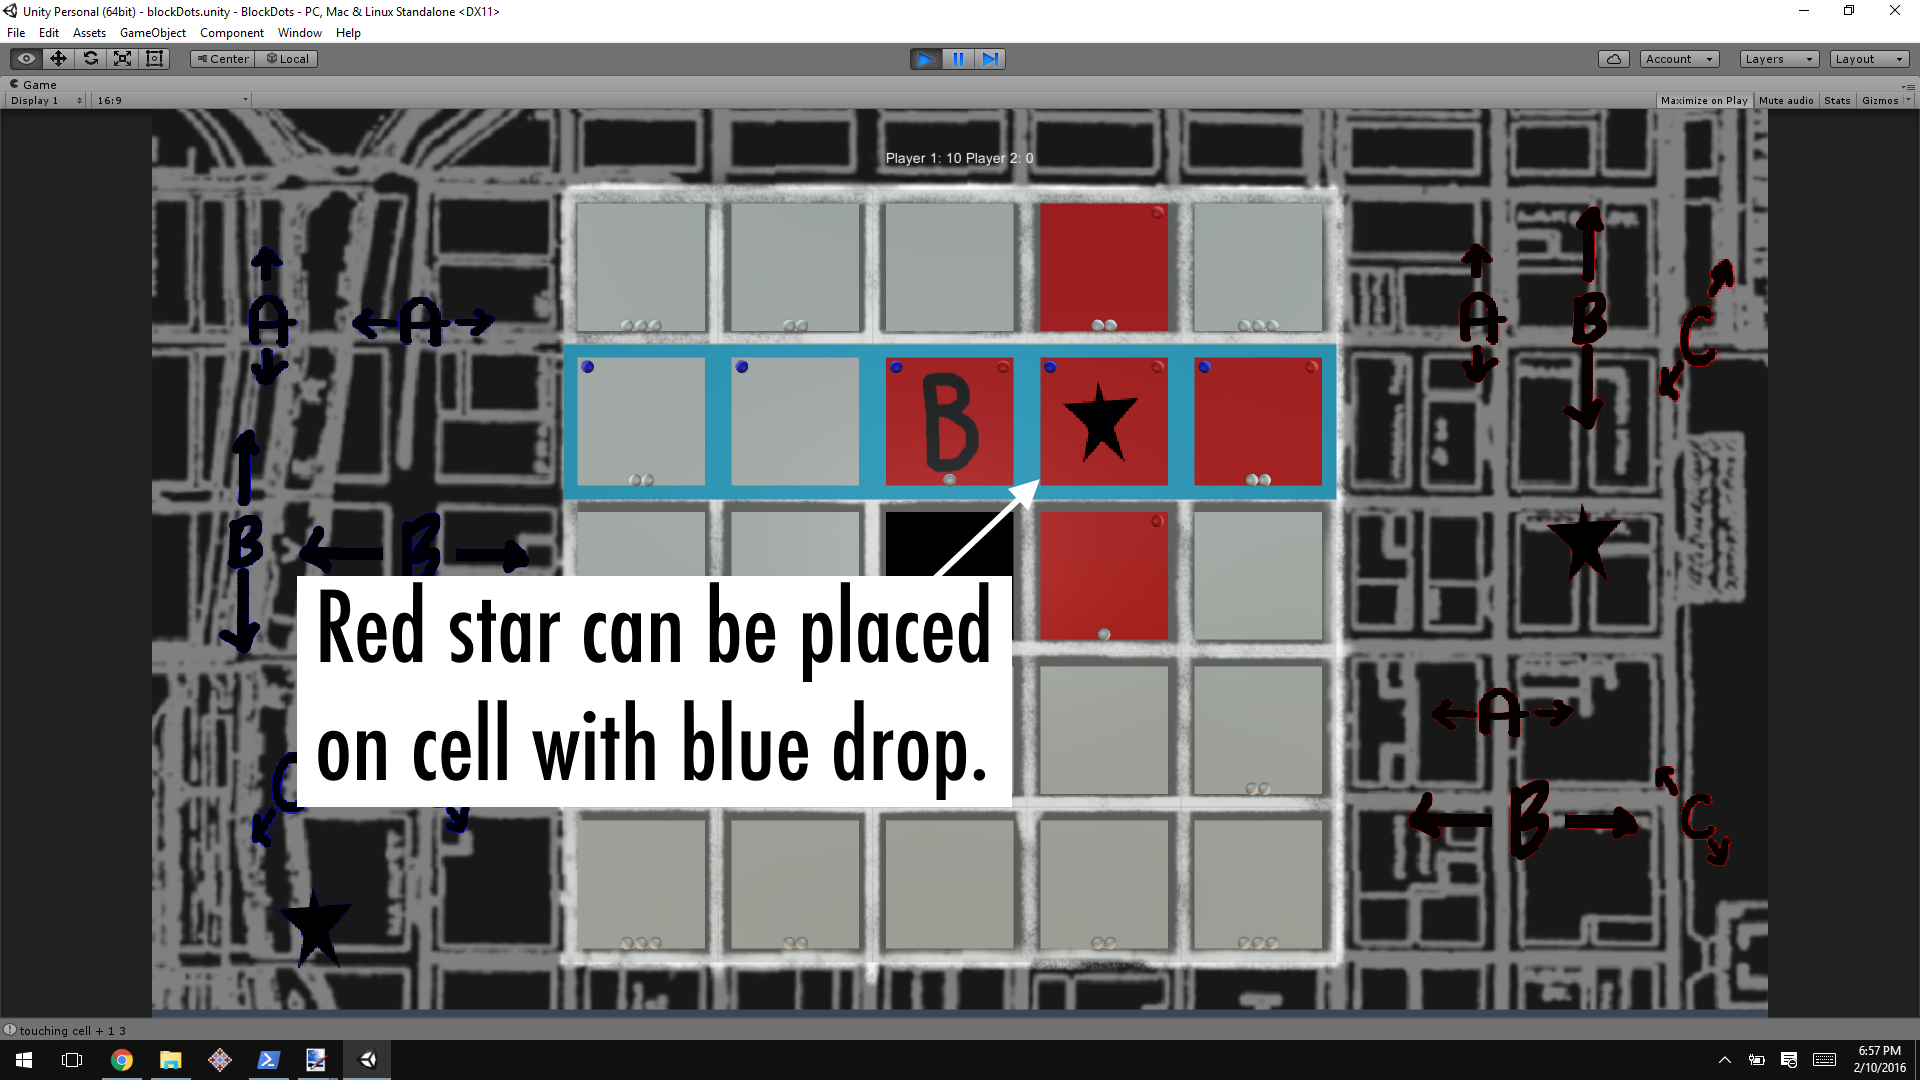 Unity Personal (64bit) - blockDots.unity - BlockDots - PC, Mac & Linux Standalone <DX11>
File Edit Assets GameObject Component Window Help
Center Local Account Layers Layout
Game
Display 1 16:9 Maximize on Play Mute audio Stats Gizmos
Player 1: 10 Player 2: 0
A A A B C
B
B B
Red star can be placed
on cell with blue drop.
A
C B C
touching cell + 1 3
6:57 PM
2/10/2016